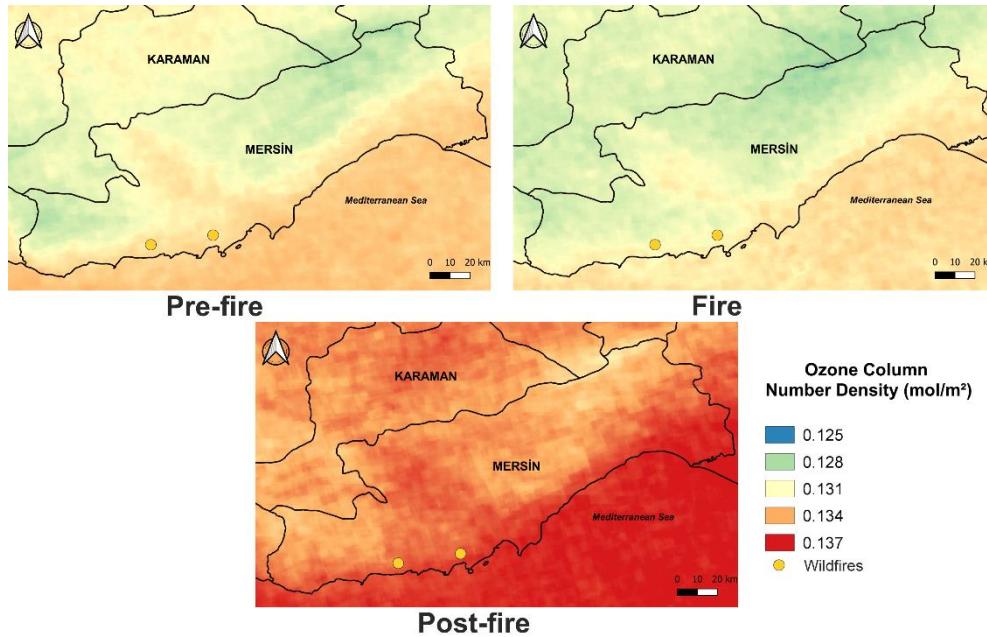 KARAMAN
MERSİN
Mediterranean Sea
0 10 20 km
Pre-fire
KARAMAN
MERSİN
Mediterranean Sea
0 10 20 km
Fire
KARAMAN
MERSİN
Mediterranean Sea
0 10 20 km
Post-fire
Ozone Column
Number Density (mol/m²)
0.125
0.128
0.131
0.134
0.137
Wildfires